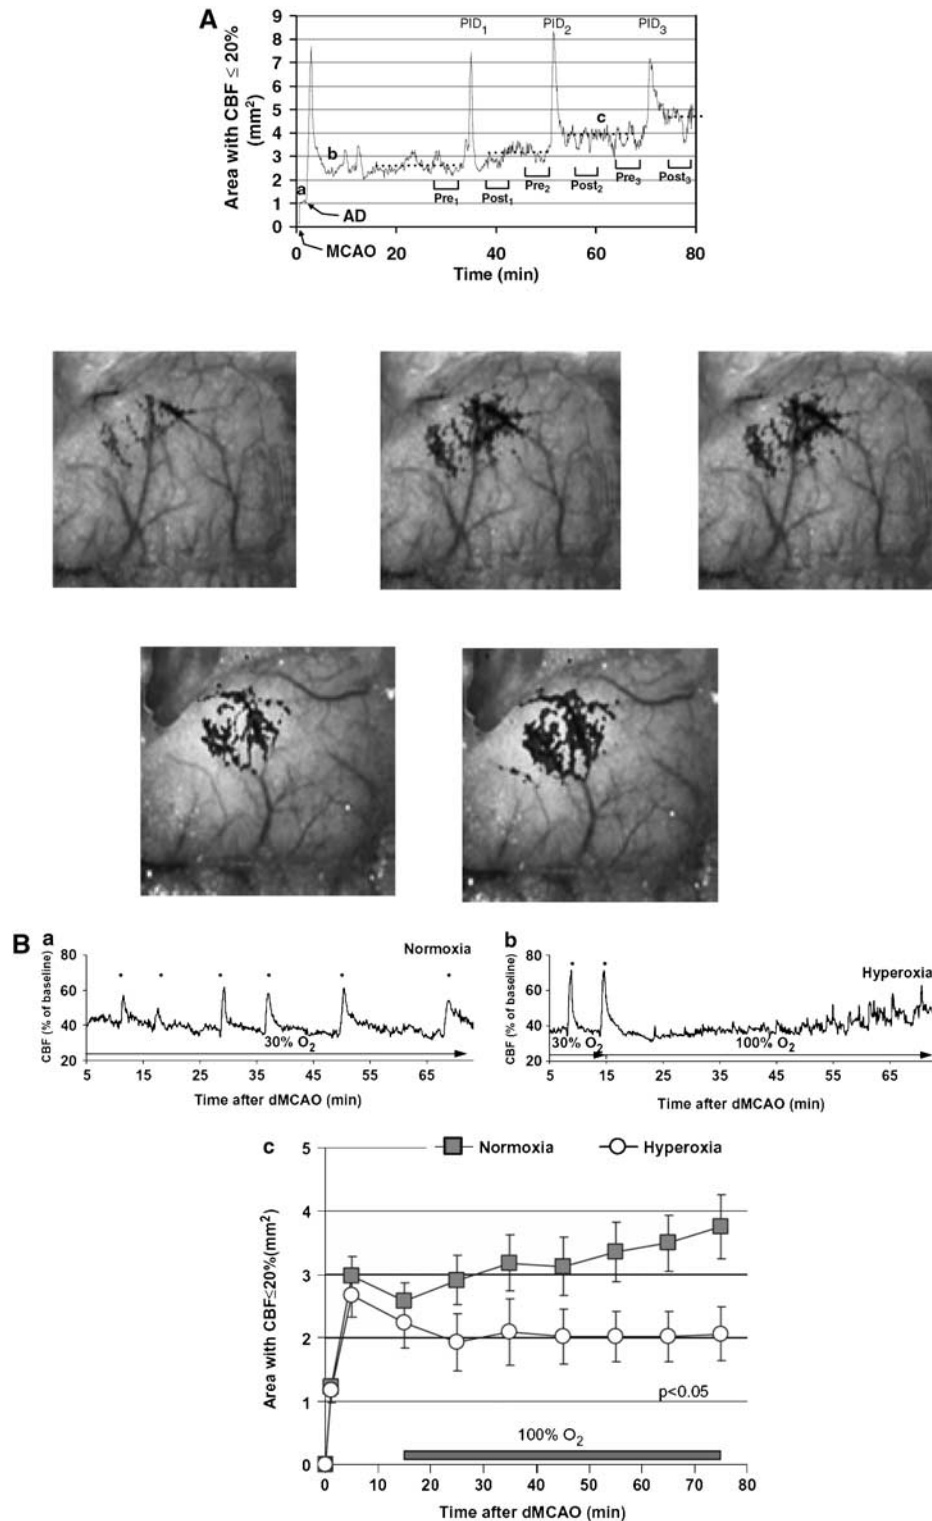 A
PID1 PID2 PID3
Area with CBF ≤ 20%
(mm²)
9
8
7
6
5
4
3
2
1
0
a
b
c
Pre1 Post1 Pre2 Post2 Pre3 Post3
AD
MCAO
0 20 40 60 80
Time (min)
B
a
Normoxia
CBF (% of baseline)
80
60
40
20
30% O2
5 15 25 35 45 55 65
Time after dMCAO (min)
b
Hyperoxia
CBF (% of baseline)
80
60
40
20
30% O2 100% O2
5 15 25 35 45 55 65
Time after dMCAO (min)
c
Normoxia Hyperoxia
Area with CBF≤20%(mm²)
5
4
3
2
1
0
p<0.05
100% O2
0 10 20 30 40 50 60 70 80
Time after dMCAO (min)